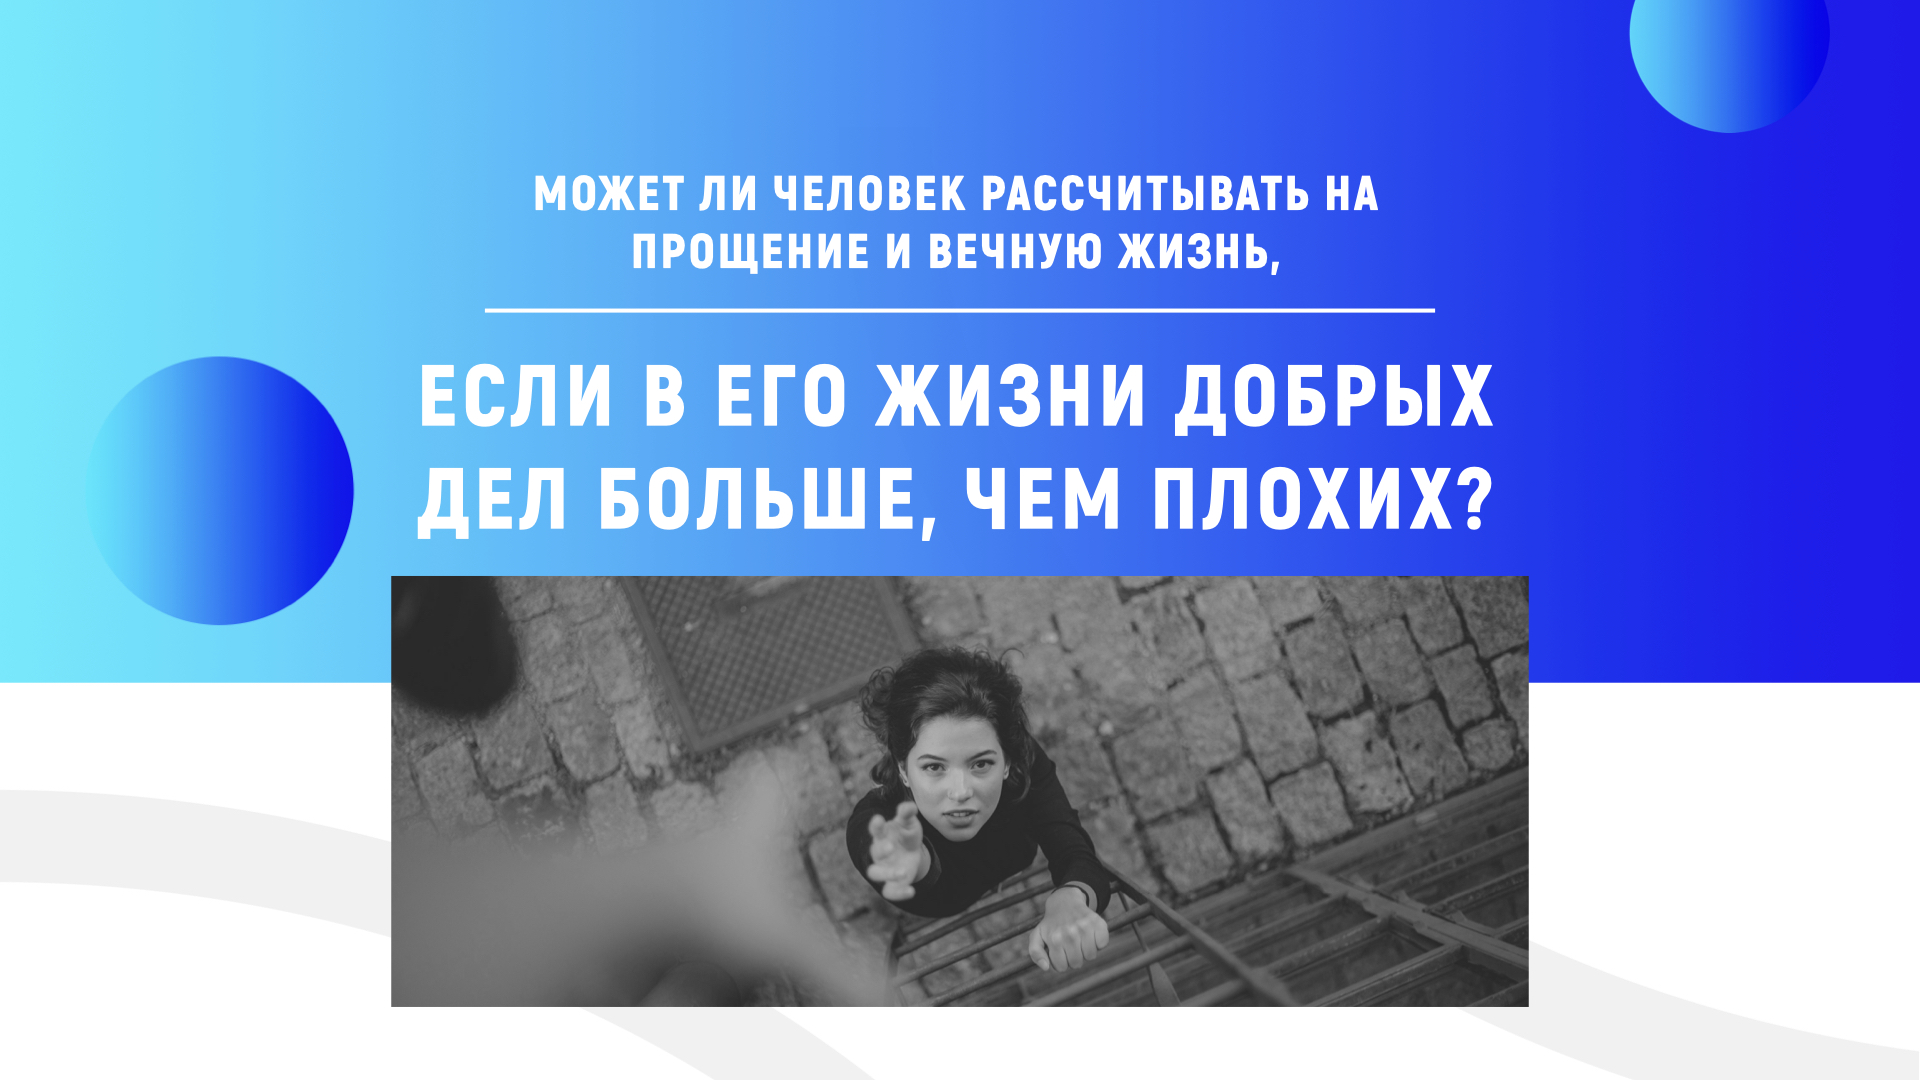 МОЖЕТ ЛИ ЧЕЛОВЕК РАССЧИТЫВАТЬ НА
ПРОЩЕНИЕ И ВЕЧНУЮ ЖИЗНЬ,
ЕСЛИ В ЕГО ЖИЗНИ ДОБРЫХ
ДЕЛ БОЛЬШЕ, ЧЕМ ПЛОХИХ?